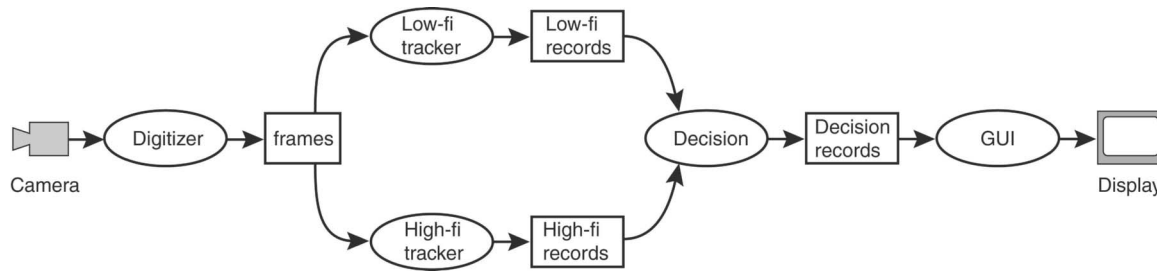 Camera
Digitizer
frames
Low-fi
tracker
Low-fi
records
High-fi
tracker
High-fi
records
Decision
Decision
records
GUI
Display